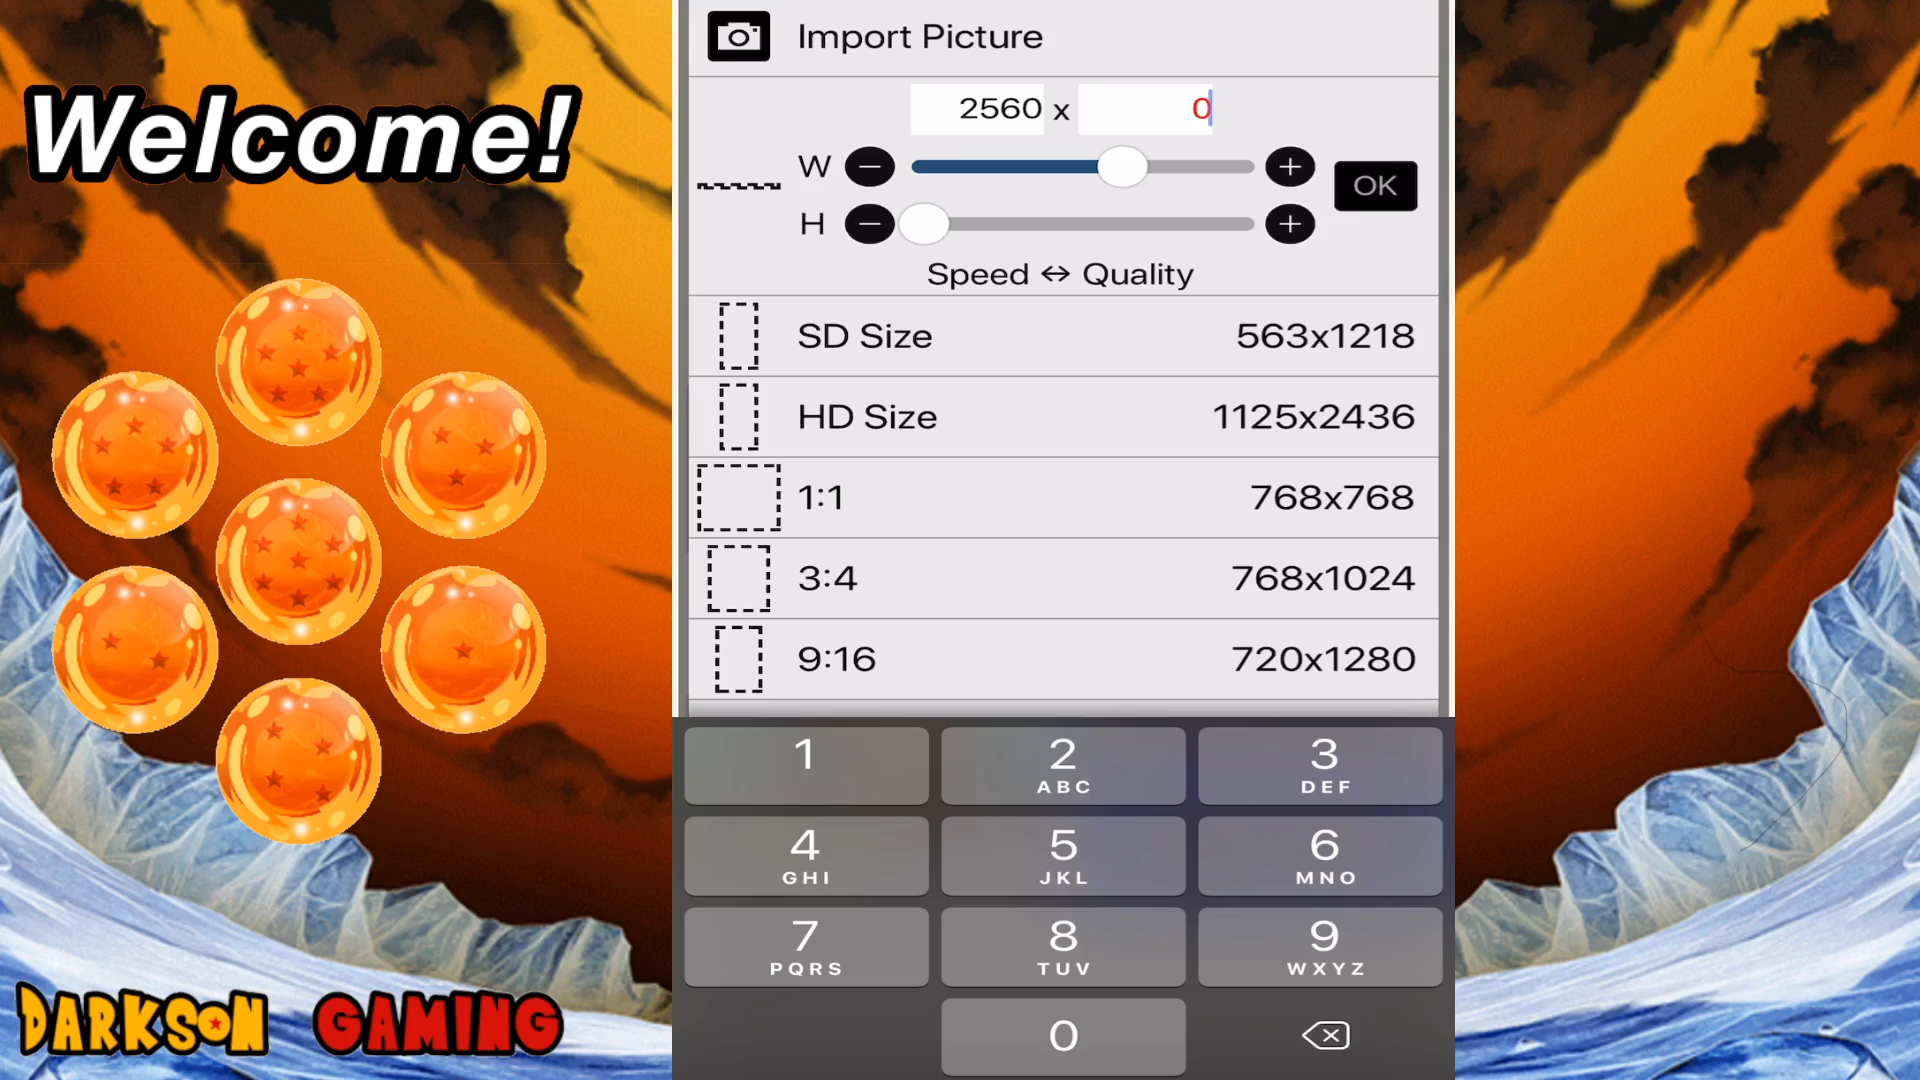 Welcome!
DARKSON GAMING
Import Picture
2560 x 0
W
OK
H
Speed ↔ Quality
SD Size 563x1218
HD Size 1125x2436
1:1 768x768
3:4 768x1024
9:16 720x1280
1 2 3
ABC DEF
4 5 6
GHI JKL MNO
7 8 9
PQRS TUV WXYZ
0